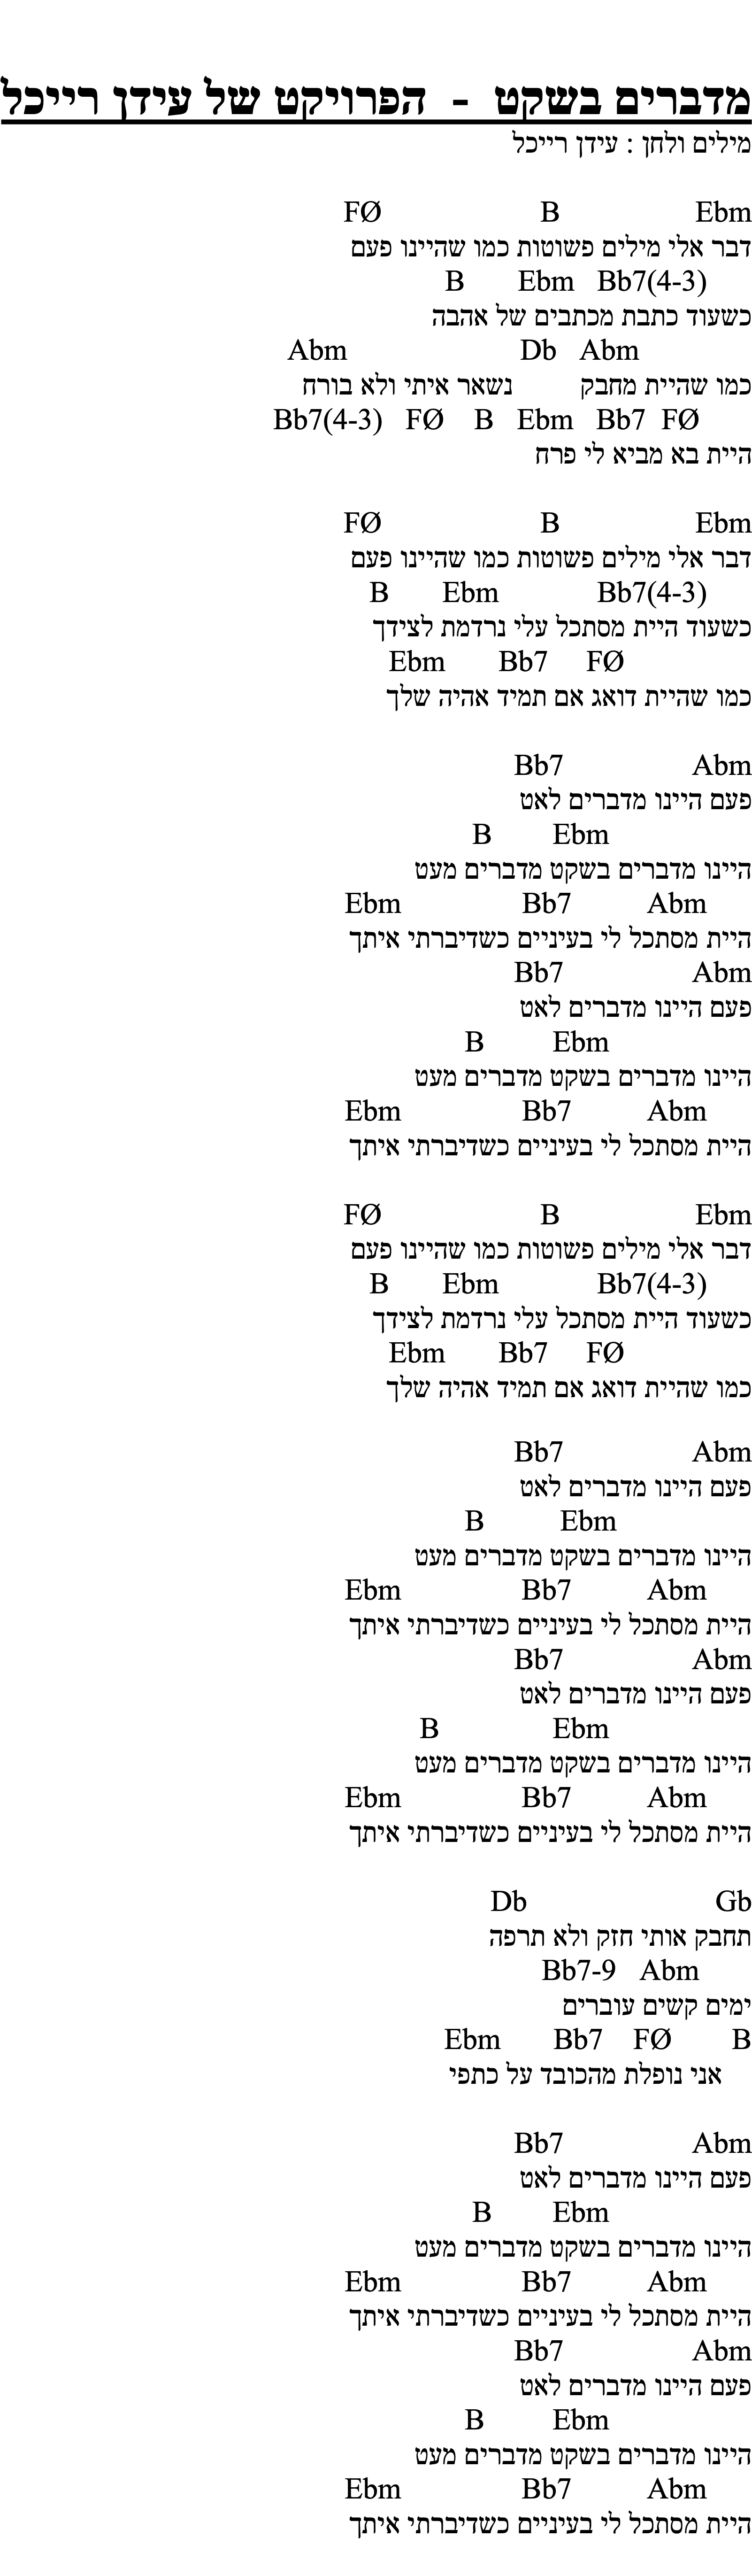 מדברים בשקט - הפרויקט של עידן רייכל
מילים ולחן : עידן רייכל
FØ B Ebm
דבר אלי מילים פשוטות כמו שהיינו פעם
B Ebm Bb7(4-3)
כשעוד כתבת מכתבים של אהבה
Abm Db Abm
כמו שהיית מחבק נשאר איתי ולא בורח
Bb7(4-3) FØ B Ebm Bb7 FØ
היית בא מביא לי פרח
FØ B Ebm
דבר אלי מילים פשוטות כמו שהיינו פעם
B Ebm Bb7(4-3)
כשעוד היית מסתכל עלי נרדמת לצידך
Ebm Bb7 FØ
כמו שהיית דואג אם תמיד אהיה שלך
Bb7 Abm
פעם היינו מדברים לאט
B Ebm
היינו מדברים בשקט מדברים מעט
Ebm Bb7 Abm
היית מסתכל לי בעיניים כשדיברתי איתך
Bb7 Abm
פעם היינו מדברים לאט
B Ebm
היינו מדברים בשקט מדברים מעט
Ebm Bb7 Abm
היית מסתכל לי בעיניים כשדיברתי איתך
FØ B Ebm
דבר אלי מילים פשוטות כמו שהיינו פעם
B Ebm Bb7(4-3)
כשעוד היית מסתכל עלי נרדמת לצידך
Ebm Bb7 FØ
כמו שהיית דואג אם תמיד אהיה שלך
Bb7 Abm
פעם היינו מדברים לאט
B Ebm
היינו מדברים בשקט מדברים מעט
Ebm Bb7 Abm
היית מסתכל לי בעיניים כשדיברתי איתך
Bb7 Abm
פעם היינו מדברים לאט
B Ebm
היינו מדברים בשקט מדברים מעט
Ebm Bb7 Abm
היית מסתכל לי בעיניים כשדיברתי איתך
Db Gb
תחבק אותי חזק ולא תרפה
Bb7-9 Abm
ימים קשים עוברים
Ebm Bb7 FØ B
אני נופלת מהכובד על כתפי
Bb7 Abm
פעם היינו מדברים לאט
B Ebm
היינו מדברים בשקט מדברים מעט
Ebm Bb7 Abm
היית מסתכל לי בעיניים כשדיברתי איתך
Bb7 Abm
פעם היינו מדברים לאט
B Ebm
היינו מדברים בשקט מדברים מעט
Ebm Bb7 Abm
היית מסתכל לי בעיניים כשדיברתי איתך